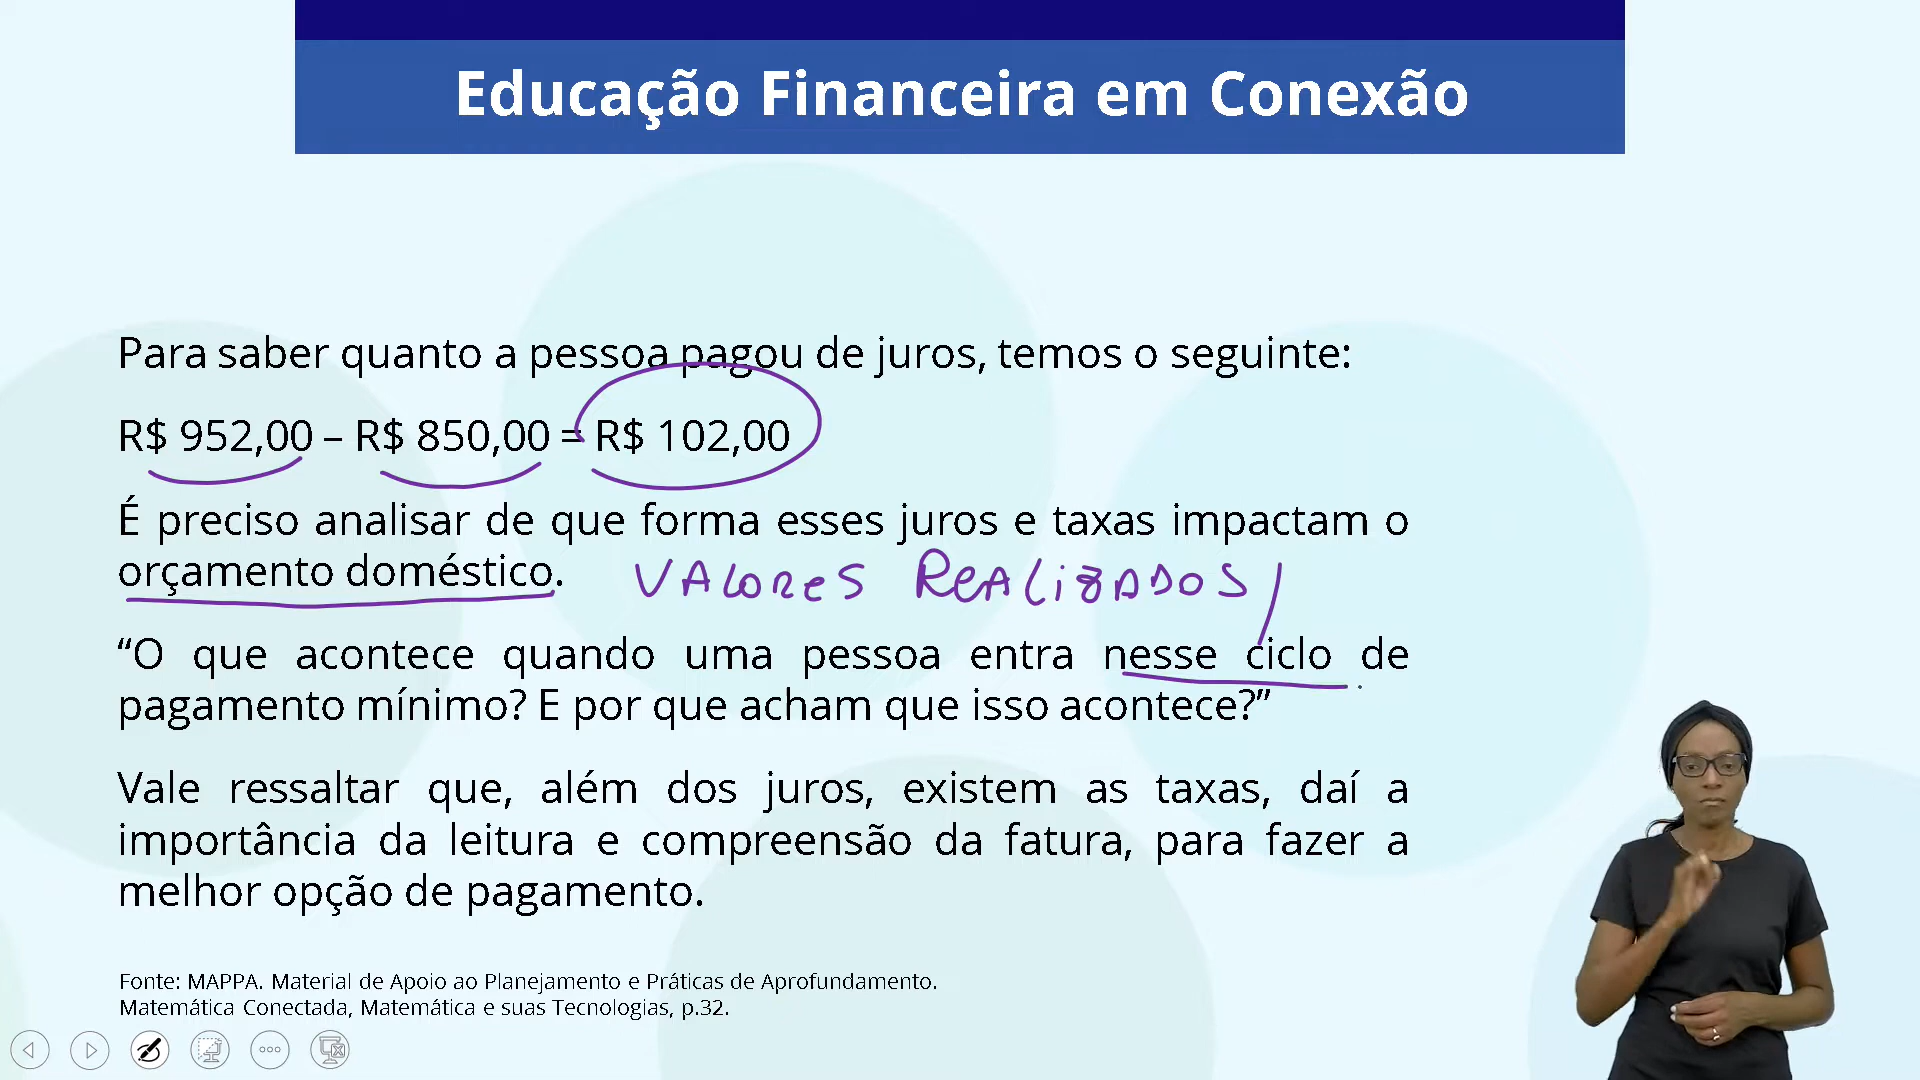 Educação Financeira em Conexão
Para saber quanto a pessoa pagou de juros, temos o seguinte:
R$ 952,00 – R$ 850,00 = R$ 102,00
É preciso analisar de que forma esses juros e taxas impactam o
orçamento doméstico. VALOReS ReALiZADOS
“O que acontece quando uma pessoa entra nesse ciclo de
pagamento mínimo? E por que acham que isso acontece?”
Vale ressaltar que, além dos juros, existem as taxas, daí a
importância da leitura e compreensão da fatura, para fazer a
melhor opção de pagamento.
Fonte: MAPPA. Material de Apoio ao Planejamento e Práticas de Aprofundamento.
Matemática Conectada, Matemática e suas Tecnologias, p.32.